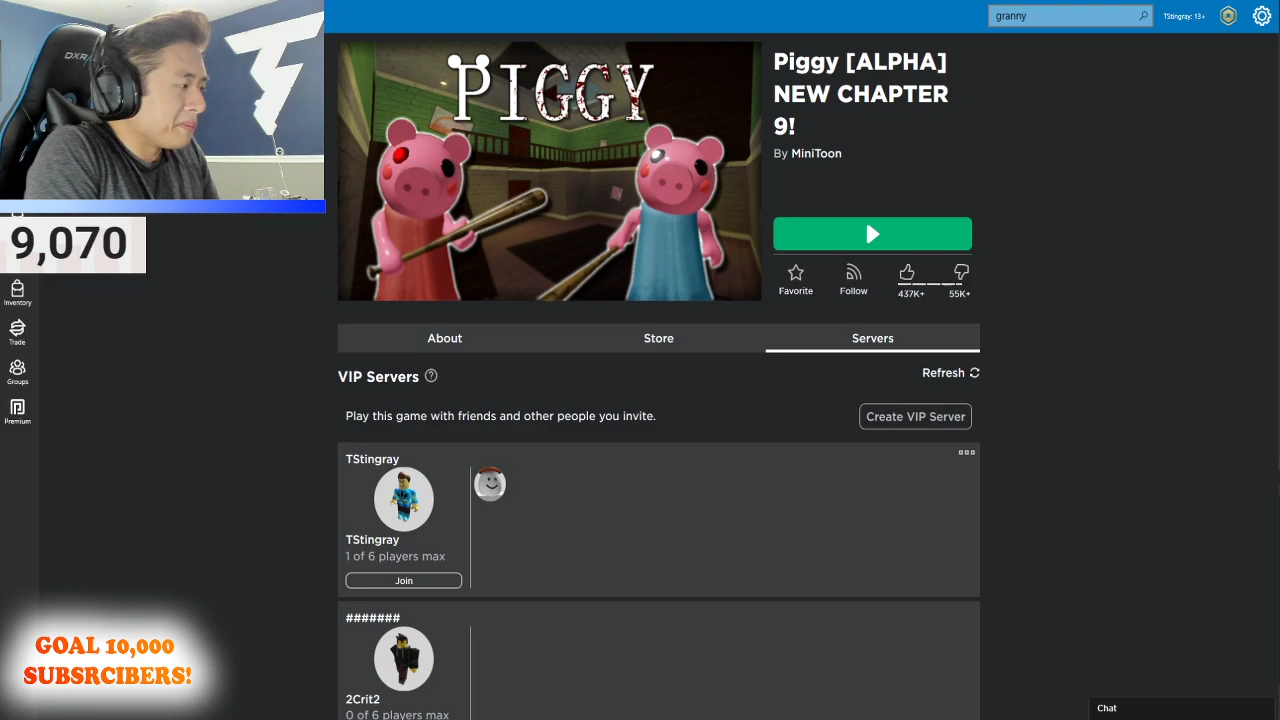 DXR
granny
TStingray: 13+
PIGGY
Piggy [ALPHA]
NEW CHAPTER
9!
By MiniToon
9,070
Favorite
Follow
437K+
55K+
Inventory
Trade
Groups
Premium
About
Store
Servers
VIP Servers
Refresh
Play this game with friends and other people you invite.
Create VIP Server
TStingray
TStingray
1 of 6 players max
Join
#######
2Crit2
0 of 6 players max
GOAL 10,000
SUBSRCIBERS!
Chat